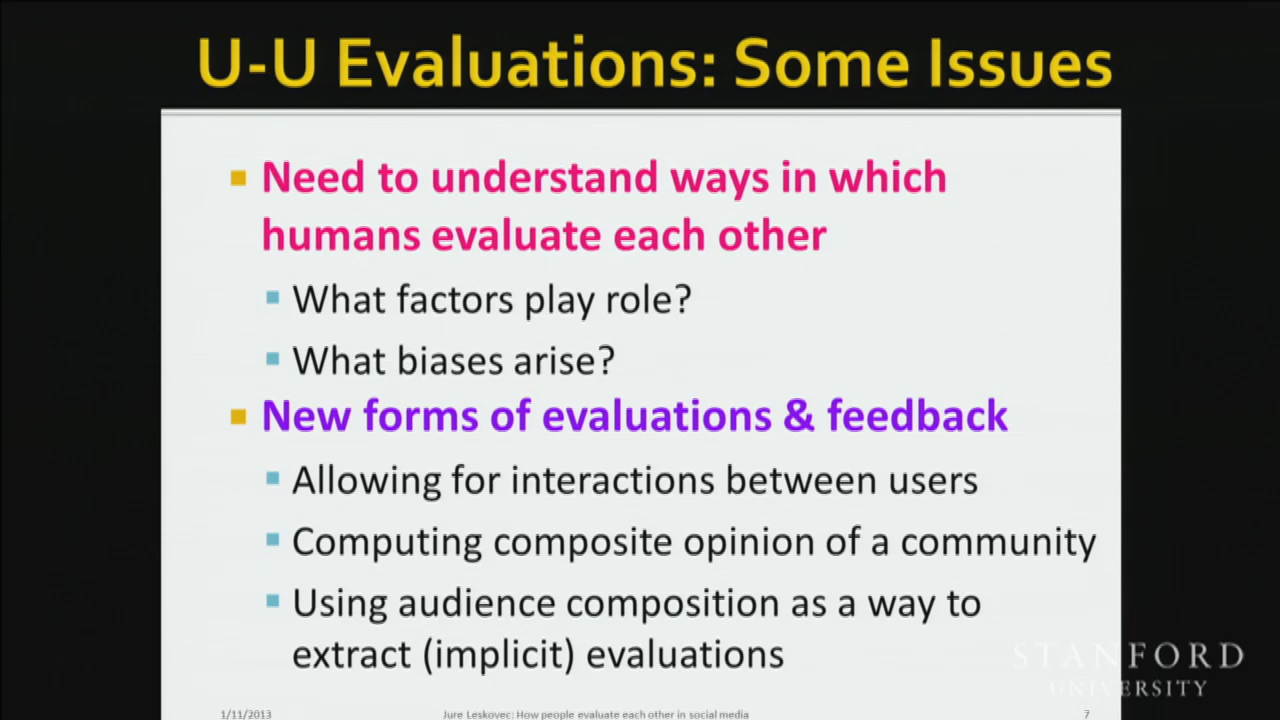 U-U Evaluations: Some Issues
Need to understand ways in which
humans evaluate each other
What factors play role?
What biases arise?
New forms of evaluations & feedback
Allowing for interactions between users
Computing composite opinion of a community
Using audience composition as a way to
extract (implicit) evaluations
STANFORD
UNIVERSITY
1/11/2013
Jure Leskovec: How people evaluate each other in social media
7